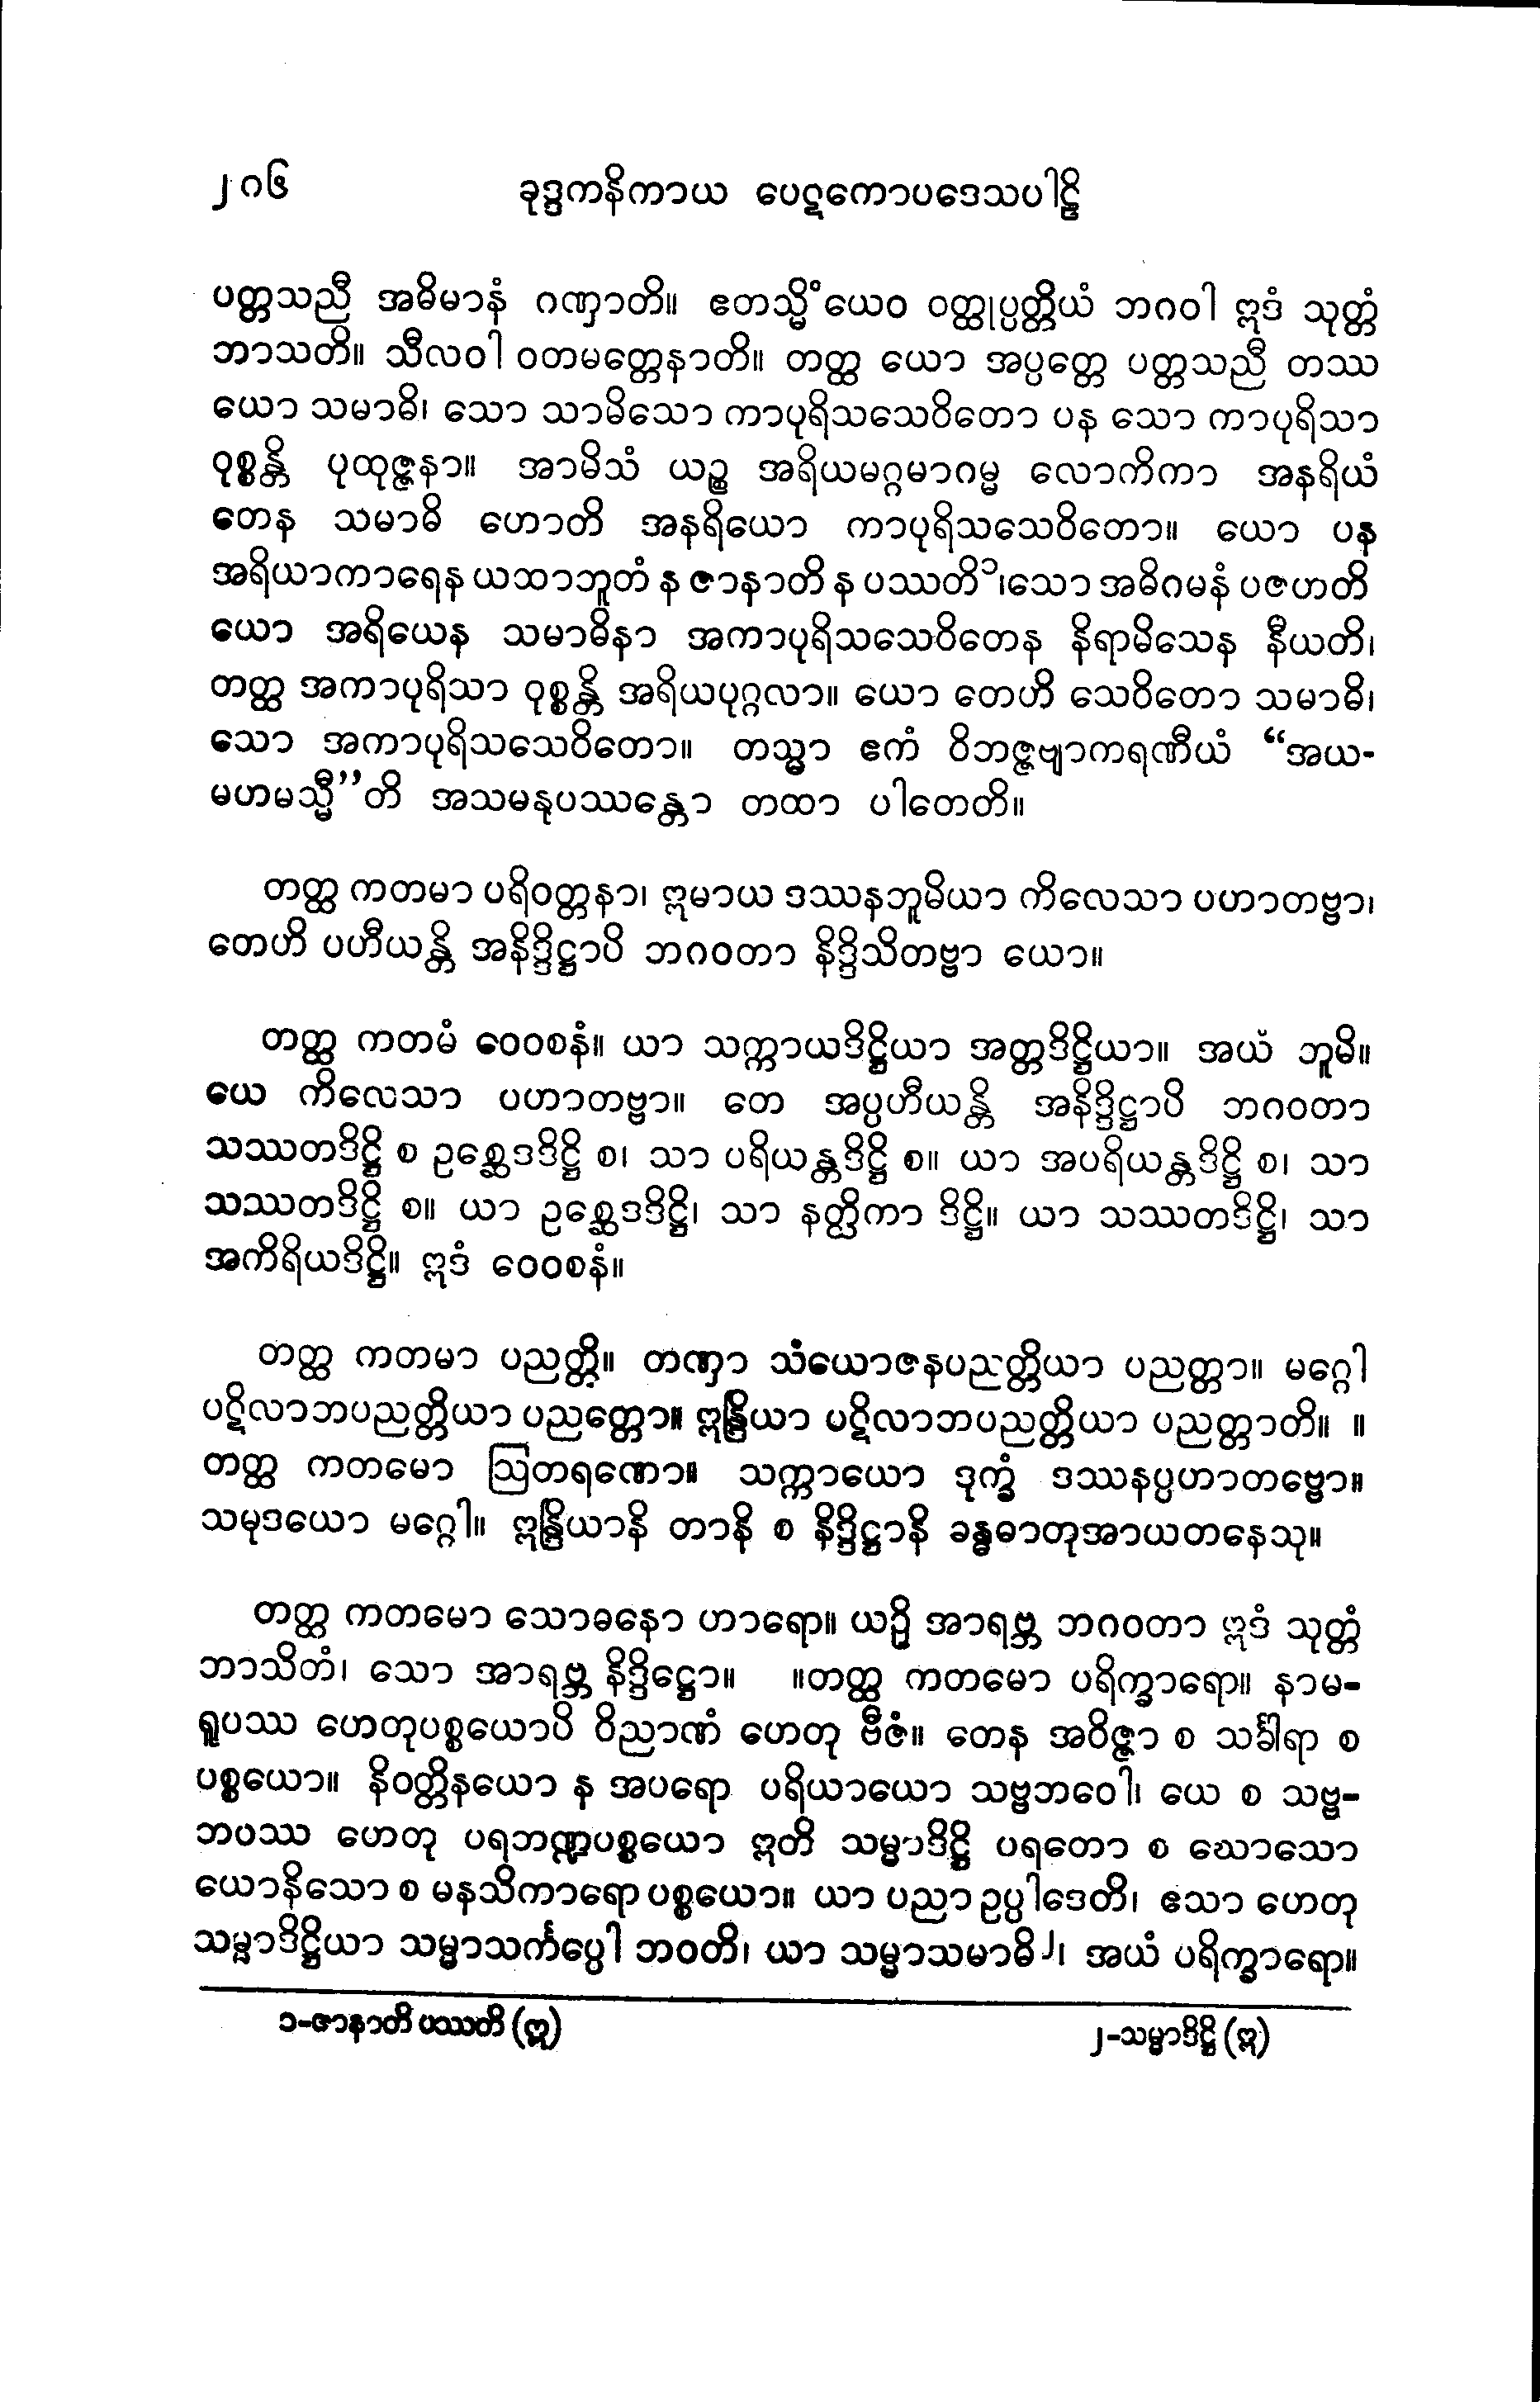 ၂၀၆ ခုဒ္ဒကနိကာယ ပေဋကောပဒေသပါဠိ
ပတ္တသညီ အဓိမာနံ ဂဏှာတိ။ ဧတသ္မိံယေဝ ဝတ္ထုပ္ပတ္တိယံ ဘဂဝါ ဣဒံ သုတ္တံ
ဘာသတိ။ သီလဝါ ဝတမတ္တေနာတိ။ တတ္ထ ယော အပ္ပတ္တေ ပတ္တသညီ တဿ
ယော သမာဓိ၊ သော သာမိသော ကာပုရိသသေဝိတော ပန သော ကာပုရိသာ
ဝုစ္စန္တိ ပုထုဇ္ဇနာ။ အာမိသံ ယဉ္စ အရိယမဂ္ဂမာဂမ္မ လောကိကာ အနရိယံ
တေန သမာဓိ ဟောတိ အနရိယော ကာပုရိသသေဝိတော။ ယော ပန
အရိယာကာရေန ယထာဘူတံ န ဇာနာတိ န ပဿတိ၁၊သော အဓိဂမနံ ပဇဟတိ
ယော အရိယေန သမာဓိနာ အကာပုရိသသေဝိတေန နိရာမိသေန နီယတိ၊
တတ္ထ အကာပုရိသာ ဝုစ္စန္တိ အရိယပုဂ္ဂလာ။ ယော တေဟိ သေဝိတော သမာဓိ၊
သော အကာပုရိသသေဝိတော။ တသ္မာ ဧကံ ဝိဘဇ္ဇဗျာကရဏီယံ “အယ-
မဟမသ္မီ”တိ အသမနုပဿန္တော တထာ ပါတေတိ။
တတ္ထ ကတမာ ပရိဝတ္တနာ၊ ဣမာယ ဒဿနဘူမိယာ ကိလေသာ ပဟာတဗ္ဗာ၊
တေဟိ ပဟီယန္တိ အနိဒ္ဒိဋ္ဌာပိ ဘဂဝတာ နိဒ္ဒိသိတဗ္ဗာ ယော။
တတ္ထ ကတမံ ဝေဝစနံ။ ယာ သက္ကာယဒိဋ္ဌိယာ အတ္တဒိဋ္ဌိယာ။ အယံ ဘူမိ။
ယေ ကိလေသာ ပဟာတဗ္ဗာ။ တေ အပ္ပဟီယန္တိ အနိဒ္ဒိဋ္ဌာပိ ဘဂဝတာ
သဿတဒိဋ္ဌိ စ ဥစ္ဆေဒဒိဋ္ဌိ စ၊ သာ ပရိယန္တဒိဋ္ဌိ စ။ ယာ အပရိယန္တဒိဋ္ဌိ စ၊ သာ
သဿတဒိဋ္ဌိ စ။ ယာ ဥစ္ဆေဒဒိဋ္ဌိ၊ သာ နတ္ထိကာ ဒိဋ္ဌိ။ ယာ သဿတဒိဋ္ဌိ၊ သာ
အကိရိယဒိဋ္ဌိ။ ဣဒံ ဝေဝစနံ။
တတ္ထ ကတမာ ပညတ္တိ။ တဏှာ သံယောဇနပညတ္တိယာ ပညတ္တာ။ မဂ္ဂေါ
ပဋိလာဘပညတ္တိယာ ပညတ္တော။ ဣန္ဒြိယာ ပဋိလာဘပညတ္တိယာ ပညတ္တာတိ။ ။
တတ္ထ ကတမော ဩတရဏော။ သက္ကာယော ဒုက္ခံ ဒဿနပ္ပဟာတဗ္ဗော။
သမုဒယော မဂ္ဂေါ။ ဣန္ဒြိယာနိ တာနိ စ နိဒ္ဒိဋ္ဌာနိ ခန္ဓဓာတုအာယတနေသု။
တတ္ထ ကတမော သောဓနော ဟာရော။ ယဉှိ အာရဗ္ဘ ဘဂဝတာ ဣဒံ သုတ္တံ
ဘာသိတံ၊ သော အာရဗ္ဘ နိဒ္ဒိဋ္ဌော။ ။တတ္ထ ကတမော ပရိက္ခာရော။ နာမ-
ရူပဿ ဟေတုပစ္စယောပိ ဝိညာဏံ ဟေတု ဗီဇံ။ တေန အဝိဇ္ဇာ စ သင်္ခါရာ စ
ပစ္စယော။ နိဝတ္တိနယော န အပရော ပရိယာယော သဗ္ဗဘဝေါ၊ ယေ စ သဗ္ဗ-
ဘဝဿ ဟေတု ပရဘဏ္ဍပစ္စယော ဣတိ သမ္မာဒိဋ္ဌိ ပရတော စ ဃောသော
ယောနိသော စ မနသိကာရော ပစ္စယော။ ယာ ပညာ ဥပ္ပါဒေတိ၊ ဧသာ ဟေတု
သမ္မာဒိဋ္ဌိယာ သမ္မာသင်္ကပ္ပေါ ဘဝတိ၊ ယာ သမ္မာသမာဓိ၂၊ အယံ ပရိက္ခာရော။
၁-ဇာနာတိ ပဿတိ (ဣ) ၂-သမ္မာဒိဋ္ဌိ (ဣ)